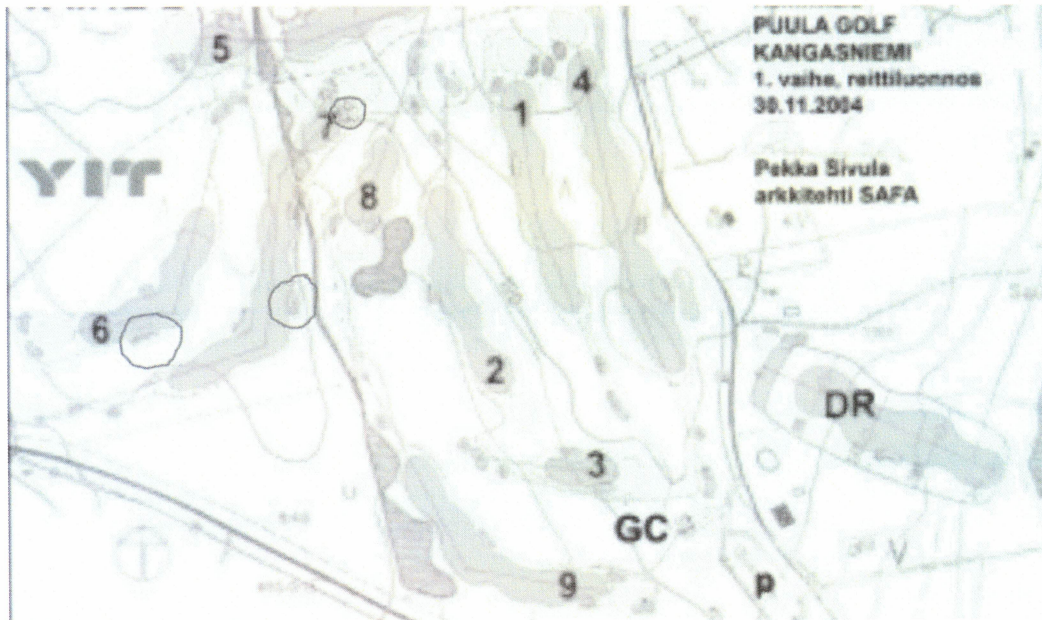 PUULA GOLF
KANGASNIEMI
1. vaihe, reittiluonnos
30.11.2004
Pekka Sivula
arkkitehti SAFA
YIT
5
7
1
4
8
6
2
DR
3
GC
9
p
V